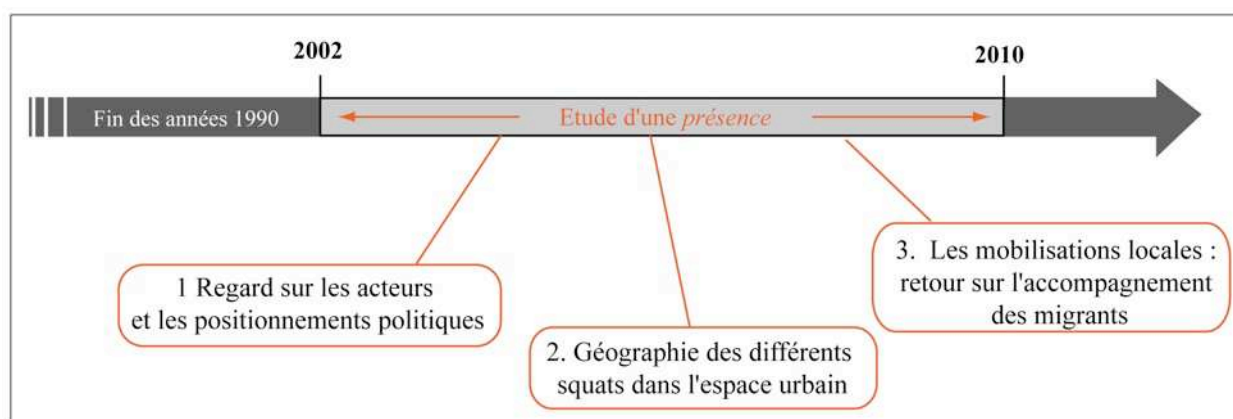 2002
2010
Fin des années 1990
Etude d'une présence
1 Regard sur les acteurs
et les positionnements politiques
2. Géographie des différents
squats dans l'espace urbain
3. Les mobilisations locales :
retour sur l'accompagnement
des migrants